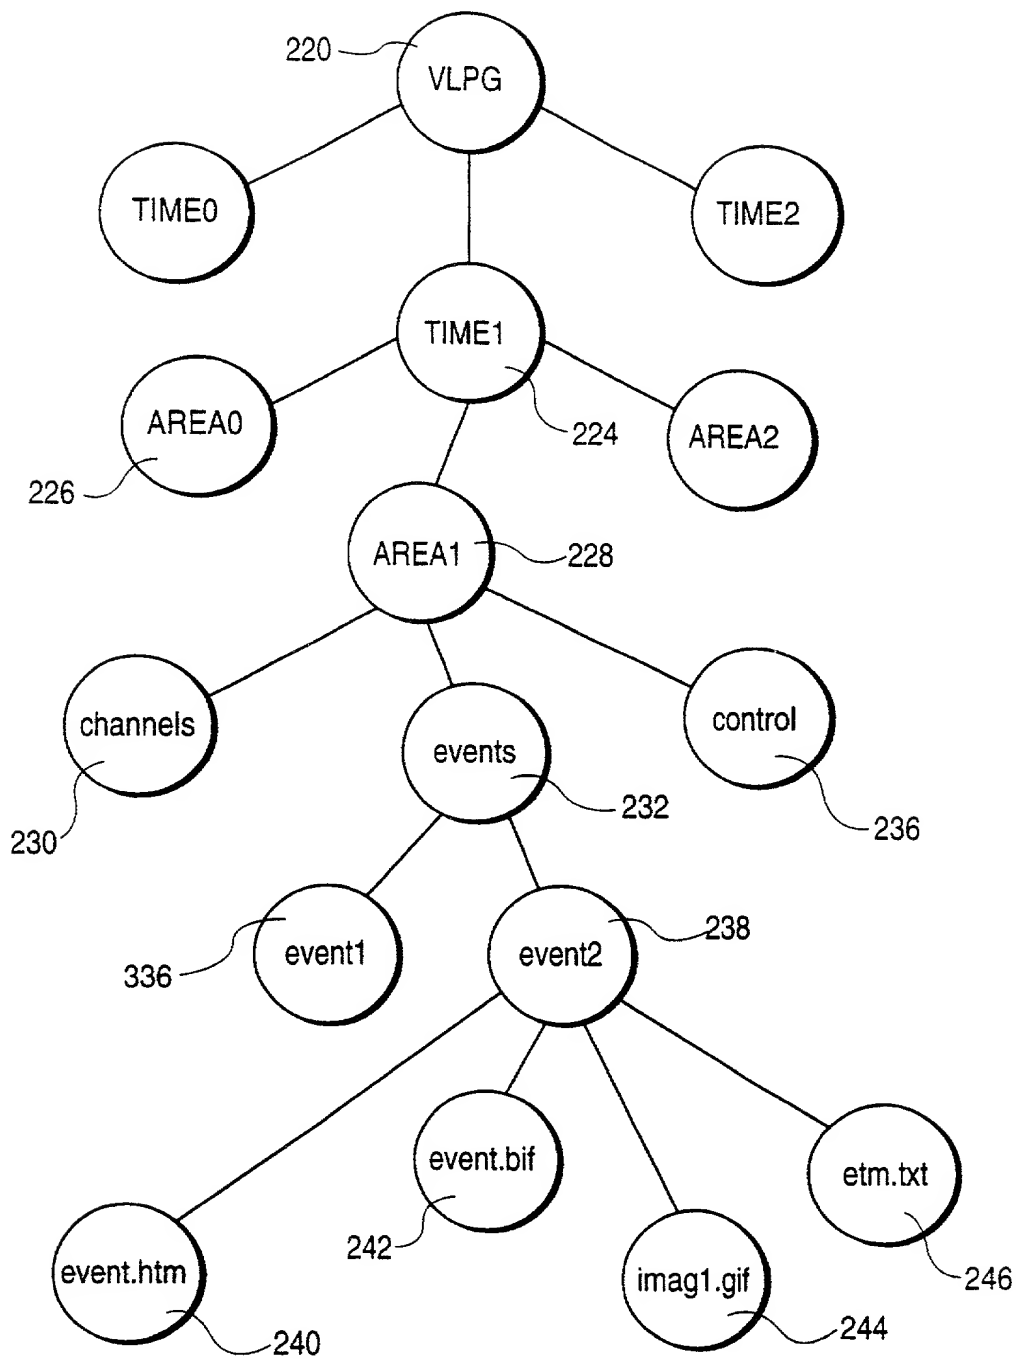 220
VLPG
TIME0
TIME2
TIME1
224
AREA0
226
AREA2
AREA1
228
channels
230
events
232
control
236
event1
336
event2
238
event.htm
240
event.bif
242
imag1.gif
244
etm.txt
246